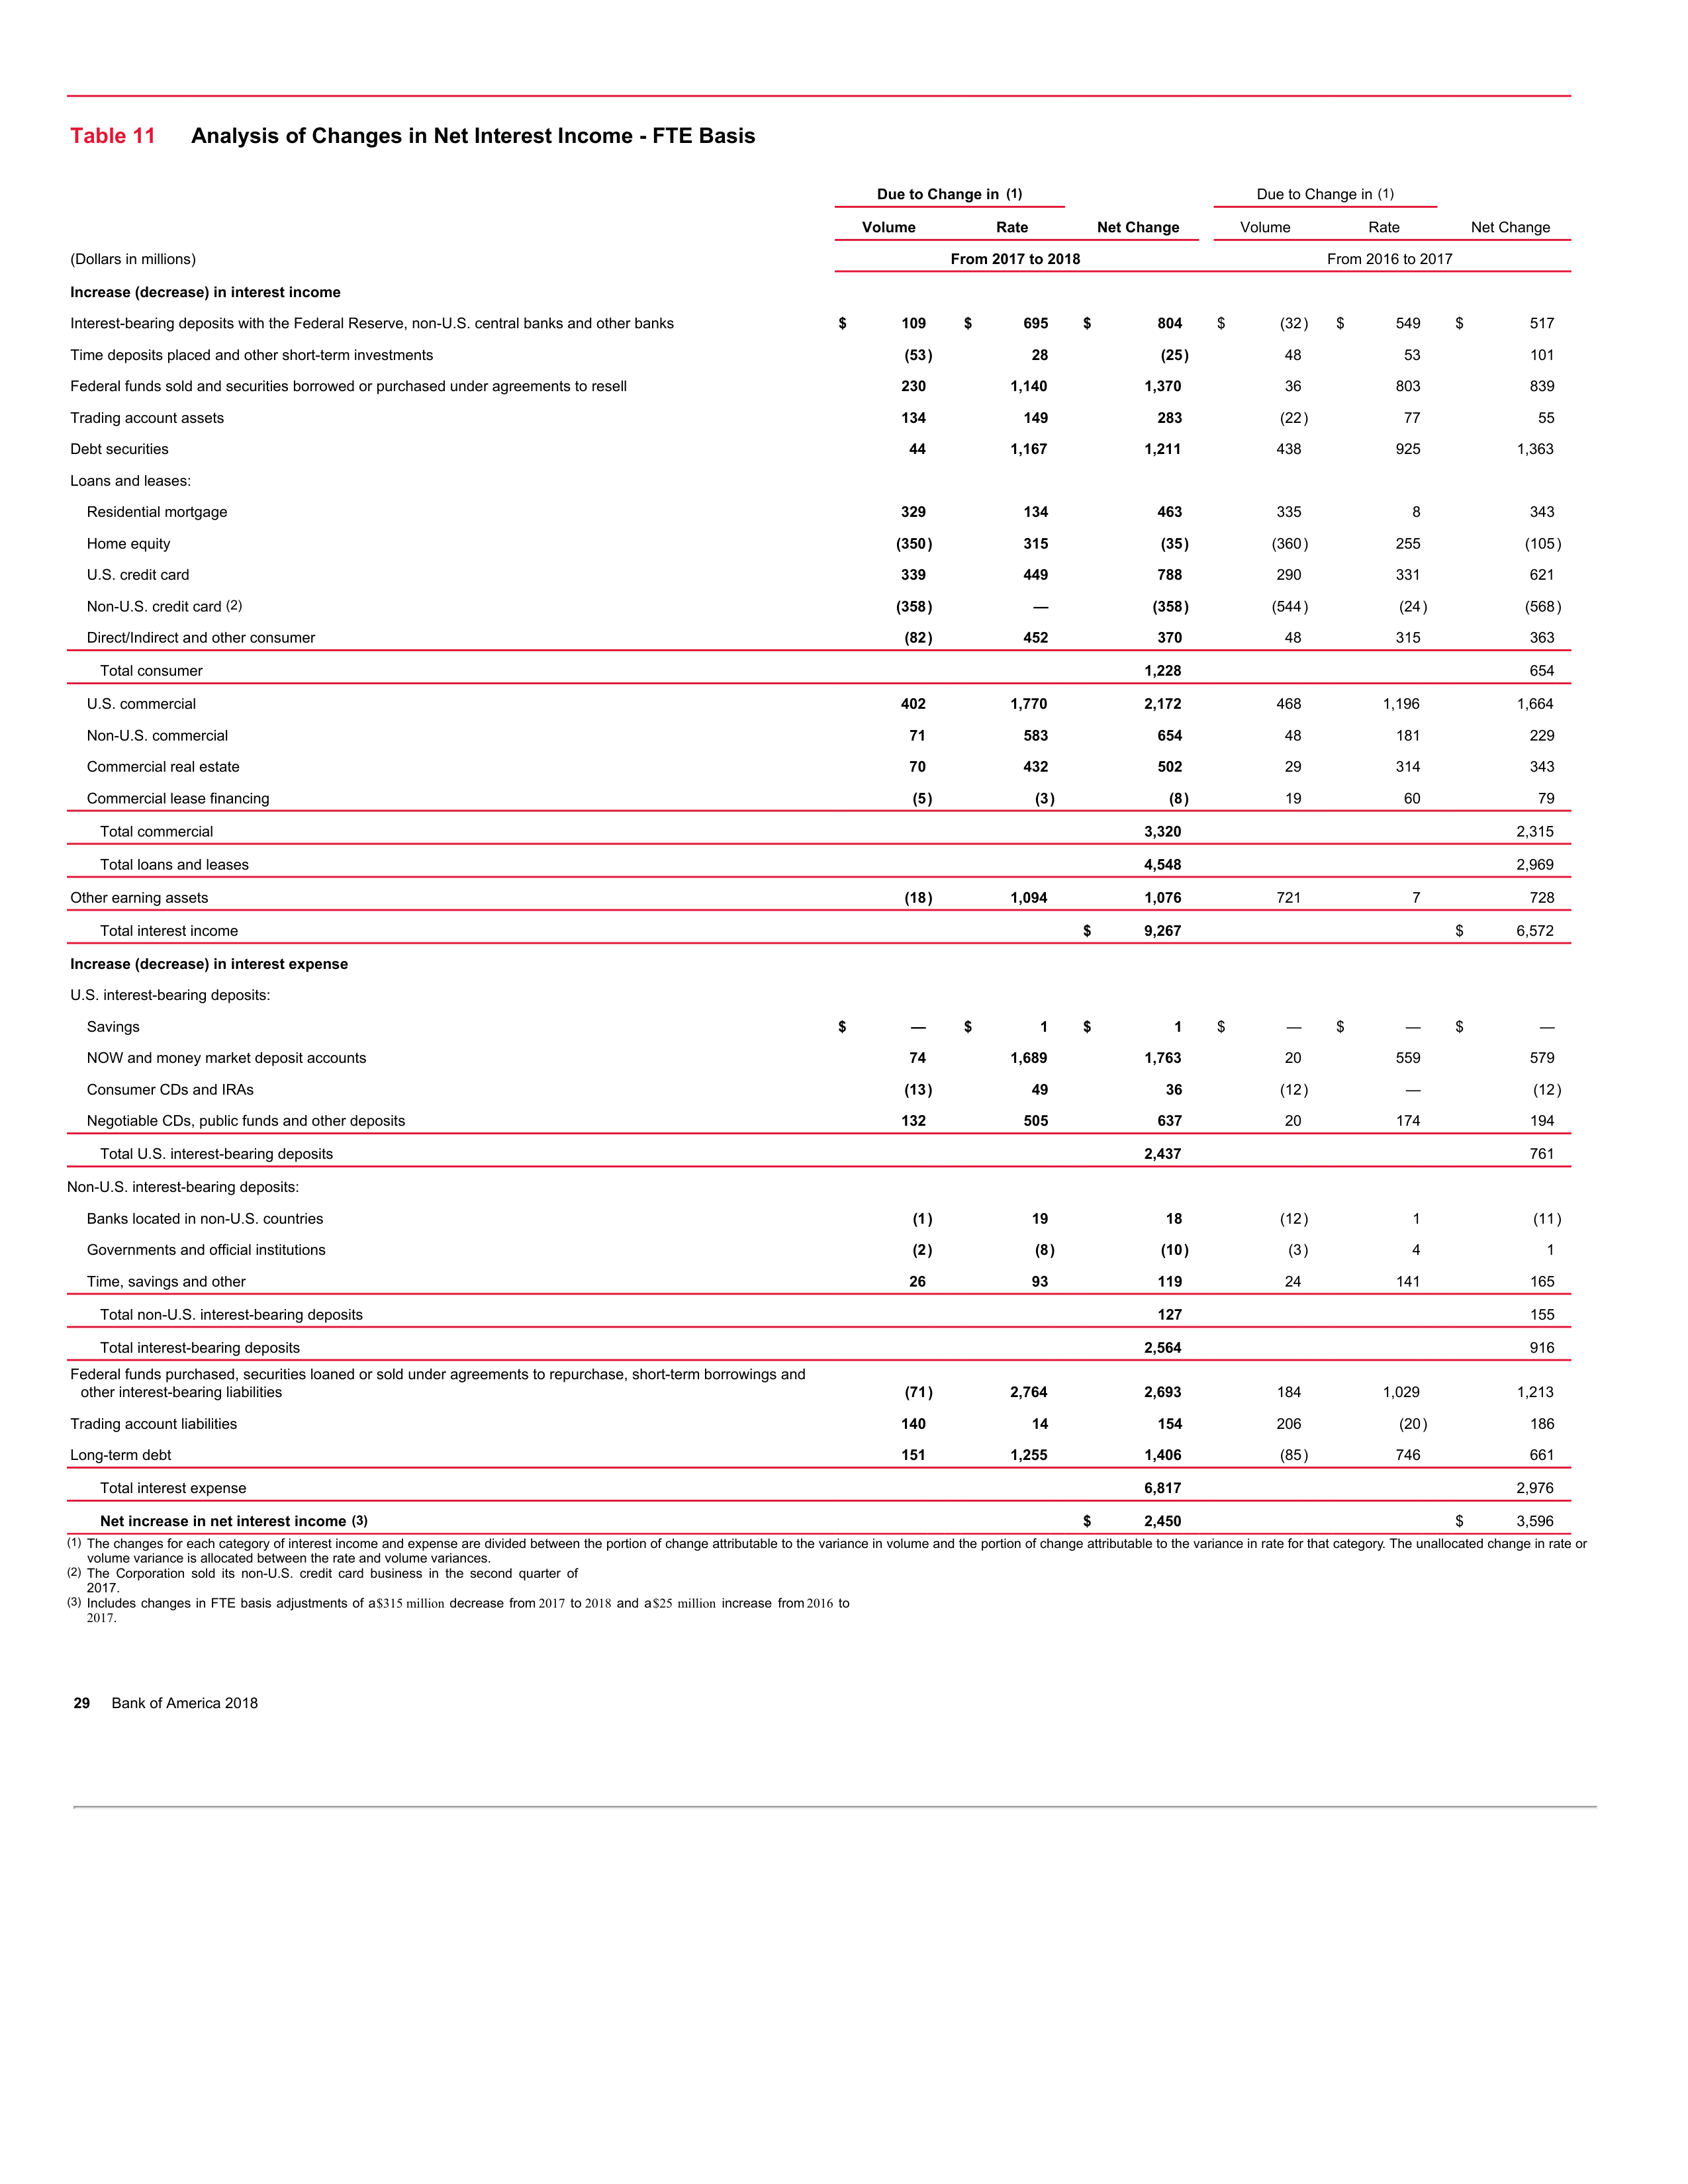 Table 11 Analysis of Changes in Net Interest Income - FTE Basis
Due to Change in (1) Due to Change in (1)
Volume Rate Net Change Volume Rate Net Change
(Dollars in millions) From 2017 to 2018 From 2016 to 2017
Increase (decrease) in interest income
Interest-bearing deposits with the Federal Reserve, non-U.S. central banks and other banks $ 109 $ 695 $ 804 $ (32) $ 549 $ 517
Time deposits placed and other short-term investments (53) 28 (25) 48 53 101
Federal funds sold and securities borrowed or purchased under agreements to resell 230 1,140 1,370 36 803 839
Trading account assets 134 149 283 (22) 77 55
Debt securities 44 1,167 1,211 438 925 1,363
Loans and leases:
Residential mortgage 329 134 463 335 8 343
Home equity (350) 315 (35) (360) 255 (105)
U.S. credit card 339 449 788 290 331 621
Non-U.S. credit card (2) (358) — (358) (544) (24) (568)
Direct/Indirect and other consumer (82) 452 370 48 315 363
Total consumer 1,228 654
U.S. commercial 402 1,770 2,172 468 1,196 1,664
Non-U.S. commercial 71 583 654 48 181 229
Commercial real estate 70 432 502 29 314 343
Commercial lease financing (5) (3) (8) 19 60 79
Total commercial 3,320 2,315
Total loans and leases 4,548 2,969
Other earning assets (18) 1,094 1,076 721 7 728
Total interest income $ 9,267 $ 6,572
Increase (decrease) in interest expense
U.S. interest-bearing deposits:
Savings $ — $ 1 $ 1 $ — $ — $ —
NOW and money market deposit accounts 74 1,689 1,763 20 559 579
Consumer CDs and IRAs (13) 49 36 (12) — (12)
Negotiable CDs, public funds and other deposits 132 505 637 20 174 194
Total U.S. interest-bearing deposits 2,437 761
Non-U.S. interest-bearing deposits:
Banks located in non-U.S. countries (1) 19 18 (12) 1 (11)
Governments and official institutions (2) (8) (10) (3) 4 1
Time, savings and other 26 93 119 24 141 165
Total non-U.S. interest-bearing deposits 127 155
Total interest-bearing deposits 2,564 916
Federal funds purchased, securities loaned or sold under agreements to repurchase, short-term borrowings and
other interest-bearing liabilities (71) 2,764 2,693 184 1,029 1,213
Trading account liabilities 140 14 154 206 (20) 186
Long-term debt 151 1,255 1,406 (85) 746 661
Total interest expense 6,817 2,976
Net increase in net interest income (3) $ 2,450 $ 3,596
(1) The changes for each category of interest income and expense are divided between the portion of change attributable to the variance in volume and the portion of change attributable to the variance in rate for that category. The unallocated change in rate or
volume variance is allocated between the rate and volume variances.
(2) The Corporation sold its non-U.S. credit card business in the second quarter of
2017.
(3) Includes changes in FTE basis adjustments of a$315 million decrease from 2017 to 2018 and a$25 million increase from 2016 to
2017.
29 Bank of America 2018